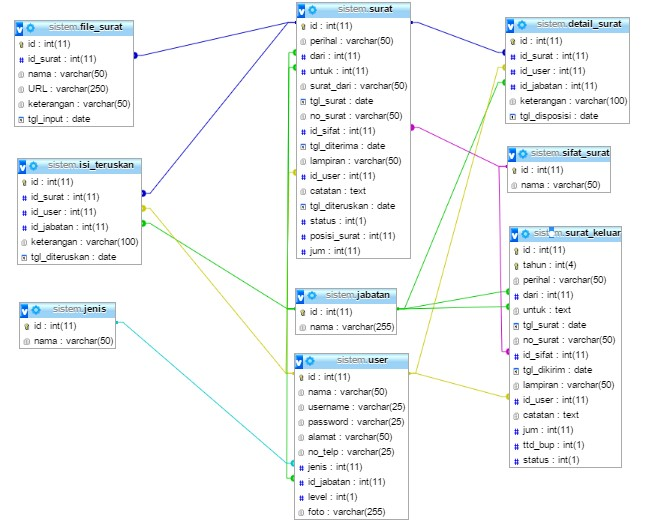 sistem.file_surat
id : int(11)
id_surat : int(11)
nama : varchar(50)
URL : varchar(250)
keterangan : varchar(50)
tgl_input : date
sistem.isi_teruskan
id : int(11)
id_surat : int(11)
id_user : int(11)
id_jabatan : int(11)
keterangan : varchar(100)
tgl_diteruskan : date
sistem.jenis
id : int(11)
nama : varchar(50)
sistem.surat
id : int(11)
perihal : varchar(50)
dari : int(11)
untuk : int(11)
surat_dari : varchar(50)
tgl_surat : date
no_surat : varchar(50)
id_sifat : int(11)
tgl_diterima : date
lampiran : varchar(50)
id_user : int(11)
catatan : text
tgl_diteruskan : date
status : int(1)
posisi_surat : int(11)
jum : int(11)
sistem.jabatan
id : int(11)
nama : varchar(255)
sistem.user
id : int(11)
nama : varchar(50)
username : varchar(25)
password : varchar(25)
alamat : varchar(50)
no_telp : varchar(25)
jenis : int(11)
id_jabatan : int(11)
level : int(1)
foto : varchar(255)
sistem.detail_surat
id : int(11)
id_surat : int(11)
id_user : int(11)
id_jabatan : int(11)
keterangan : varchar(100)
tgl_disposisi : date
sistem.sifat_surat
id : int(11)
nama : varchar(50)
sistem.surat_keluar
id : int(11)
tahun : int(4)
perihal : varchar(50)
dari : int(11)
untuk : text
tgl_surat : date
no_surat : varchar(50)
id_sifat : int(11)
tgl_dikirim : date
lampiran : varchar(50)
id_user : int(11)
catatan : text
jum : int(11)
ttd_bup : int(1)
status : int(1)